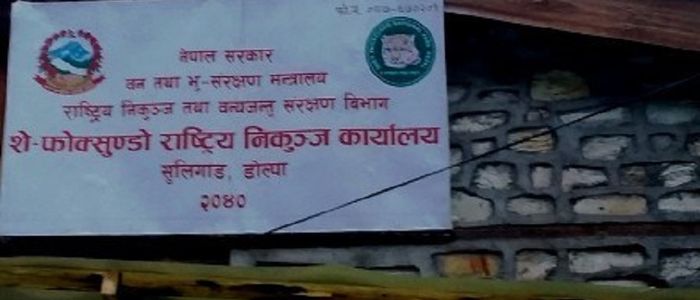 नेपाल सरकार
वन तथा भू-संरक्षण मन्त्रालय
राष्ट्रिय निकुञ्ज तथा वन्यजन्तु संरक्षण विभाग
शे-फोक्सुण्डो राष्ट्रिय निकुञ्ज कार्यालय
सुलिगाड, डोल्पा
२०४०